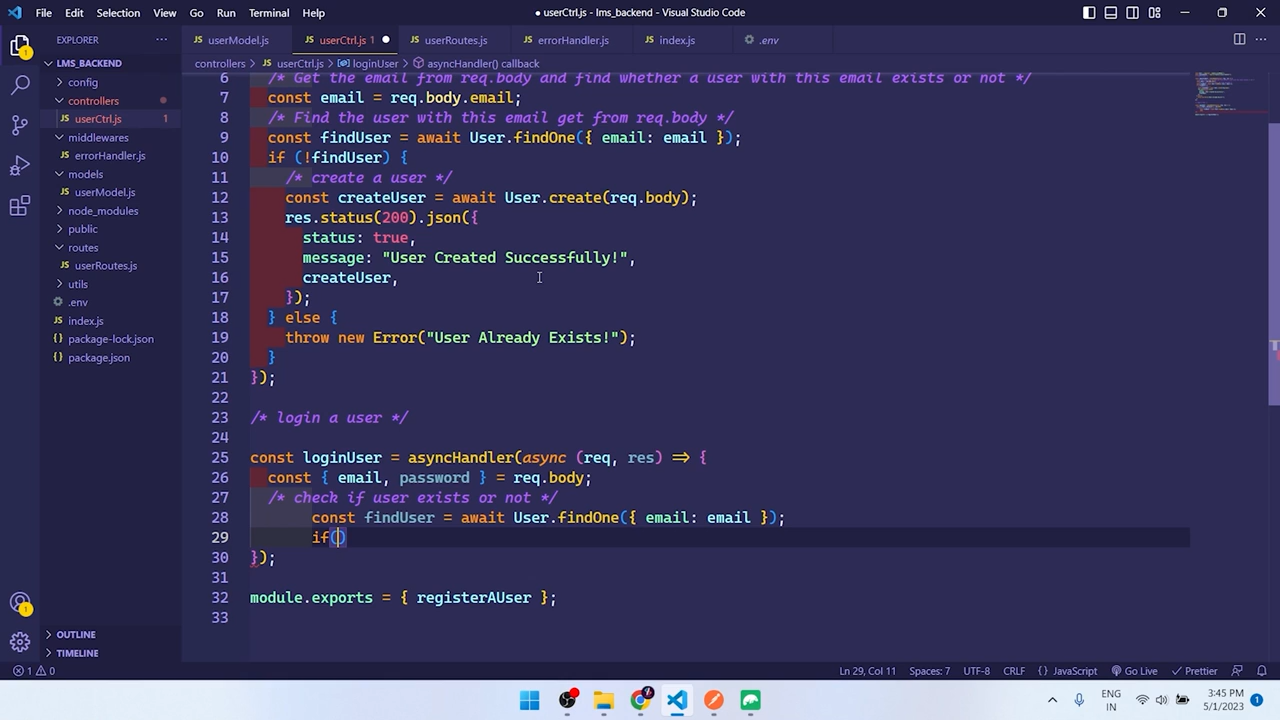 File Edit Selection View Go Run Terminal Help
● userCtrl.js - lms_backend - Visual Studio Code
EXPLORER
userModel.js
userCtrl.js 1
userRoutes.js
errorHandler.js
index.js
.env
LMS_BACKEND
config
controllers
userCtrl.js 1
middlewares
errorHandler.js
models
userModel.js
node_modules
public
routes
userRoutes.js
utils
.env
index.js
package-lock.json
package.json
OUTLINE
TIMELINE
controllers > userCtrl.js > loginUser > asyncHandler() callback
6 /* Get the email from req.body and find whether a user with this email exists or not */
7 const email = req.body.email;
8 /* Find the user with this email get from req.body */
9 const findUser = await User.findOne({ email: email });
10 if (!findUser) {
11 /* create a user */
12 const createUser = await User.create(req.body);
13 res.status(200).json({
14 status: true,
15 message: "User Created Successfully!",
16 createUser,
17 });
18 } else {
19 throw new Error("User Already Exists!");
20 }
21 });
22
23 /* login a user */
24
25 const loginUser = asyncHandler(async (req, res) => {
26 const { email, password } = req.body;
27 /* check if user exists or not */
28 const findUser = await User.findOne({ email: email });
29 if()
30 });
31
32 module.exports = { registerAUser };
33
1 0
Ln 29, Col 11 Spaces: 7 UTF-8 CRLF {} JavaScript Go Live Prettier
ENG
IN
3:45 PM
5/1/2023
1